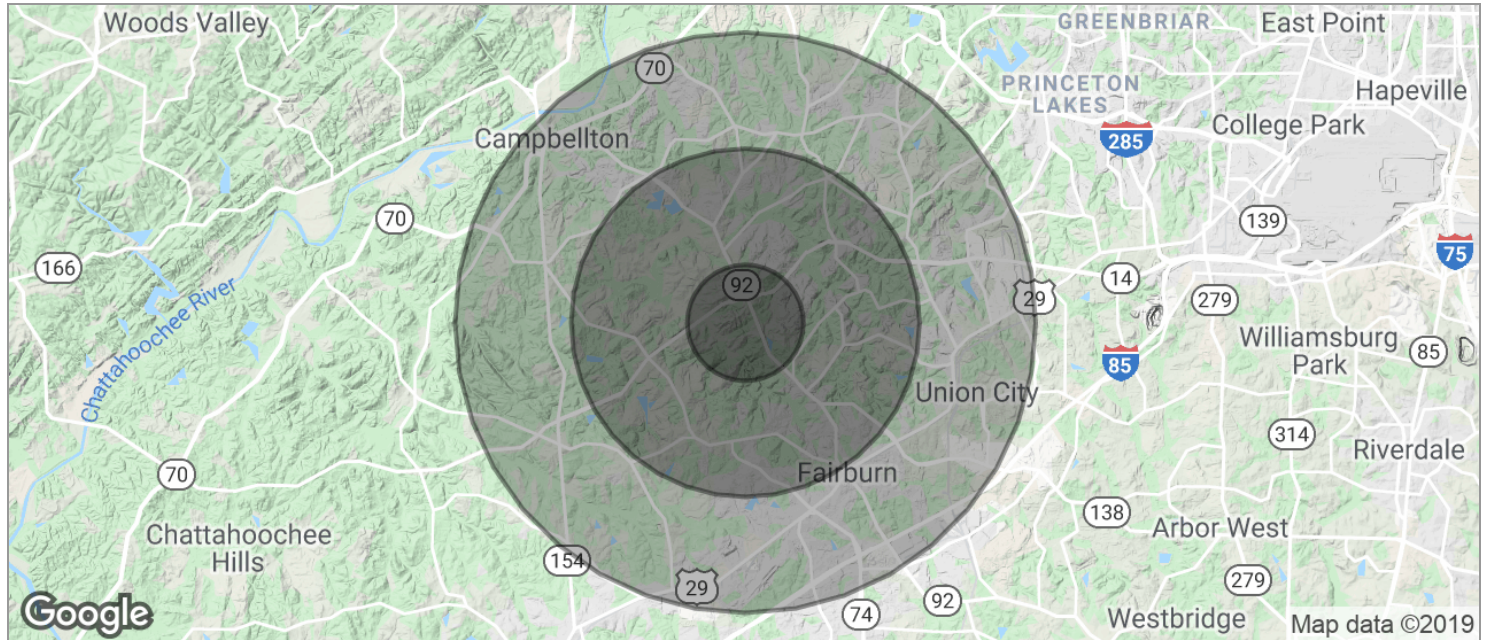 Woods Valley
GREENBRIAR
East Point
70
PRINCETON
LAKES
Hapeville
Campbellton
285
College Park
70
139
166
75
92
14
29
279
Chattahoochee River
Williamsburg
Park
85
85
Union City
314
Riverdale
70
Fairburn
138
Arbor West
Chattahoochee
Hills
154
29
279
92
74
Westbridge
Google
Map data ©2019